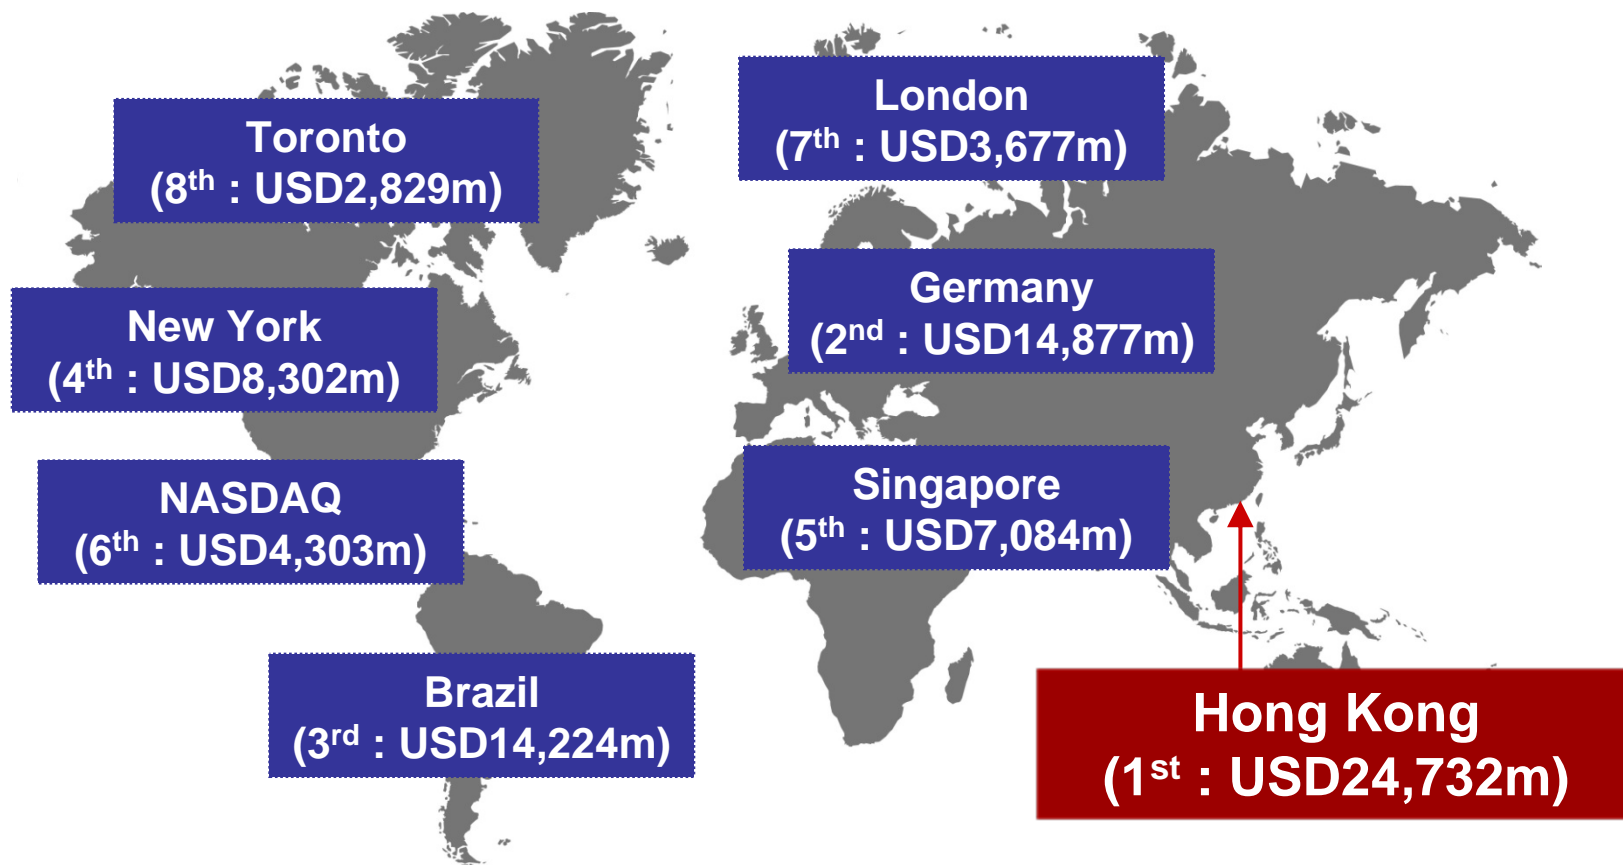 London
(7th : USD3,677m)
Toronto
(8th : USD2,829m)
Germany
(2nd : USD14,877m)
New York
(4th : USD8,302m)
Singapore
(5th : USD7,084m)
NASDAQ
(6th : USD4,303m)
Brazil
(3rd : USD14,224m)
Hong Kong
(1st : USD24,732m)